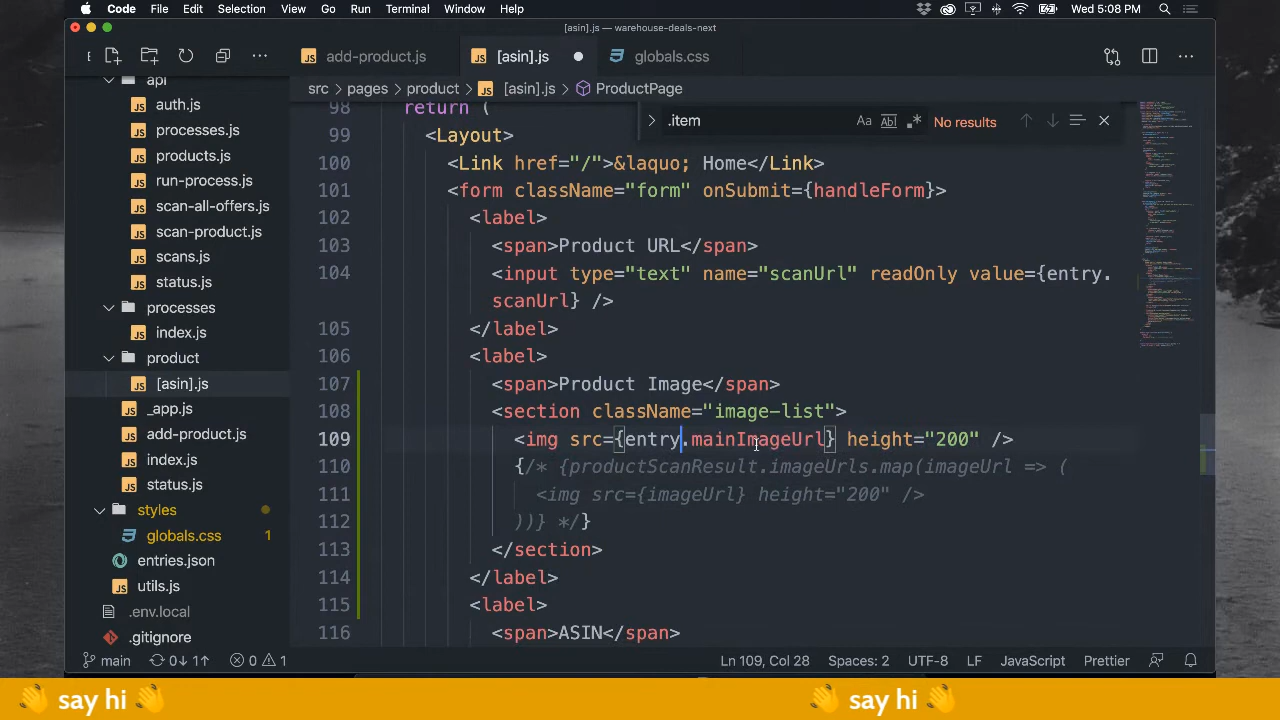 Code File Edit Selection View Go Run Terminal Window Help Wed 5:08 PM
[asin].js — warehouse-deals-next
add-product.js [asin].js globals.css
src › pages › product › [asin].js › ProductPage
.item Aa Ab| .* No results
api
auth.js
processes.js
products.js
run-process.js
scan-all-offers.js
scan-product.js
scans.js
status.js
processes
index.js
product
[asin].js
_app.js
add-product.js
index.js
status.js
styles
globals.css 1
entries.json
utils.js
.env.local
.gitignore
98 return (
99 <Layout>
100 <Link href="/">&laquo; Home</Link>
101 <form className="form" onSubmit={handleForm}>
102 <label>
103 <span>Product URL</span>
104 <input type="text" name="scanUrl" readOnly value={entry.
scanUrl} />
105 </label>
106 <label>
107 <span>Product Image</span>
108 <section className="image-list">
109 <img src={entry.mainImageUrl} height="200" />
110 {/* {productScanResult.imageUrls.map(imageUrl => (
111 <img src={imageUrl} height="200" />
112 ))} */}
113 </section>
114 </label>
115 <label>
116 <span>ASIN</span>
main 0↓ 1↑ 0 1 Ln 109, Col 28 Spaces: 2 UTF-8 LF JavaScript Prettier
👋 say hi 👋 👋 say hi 👋